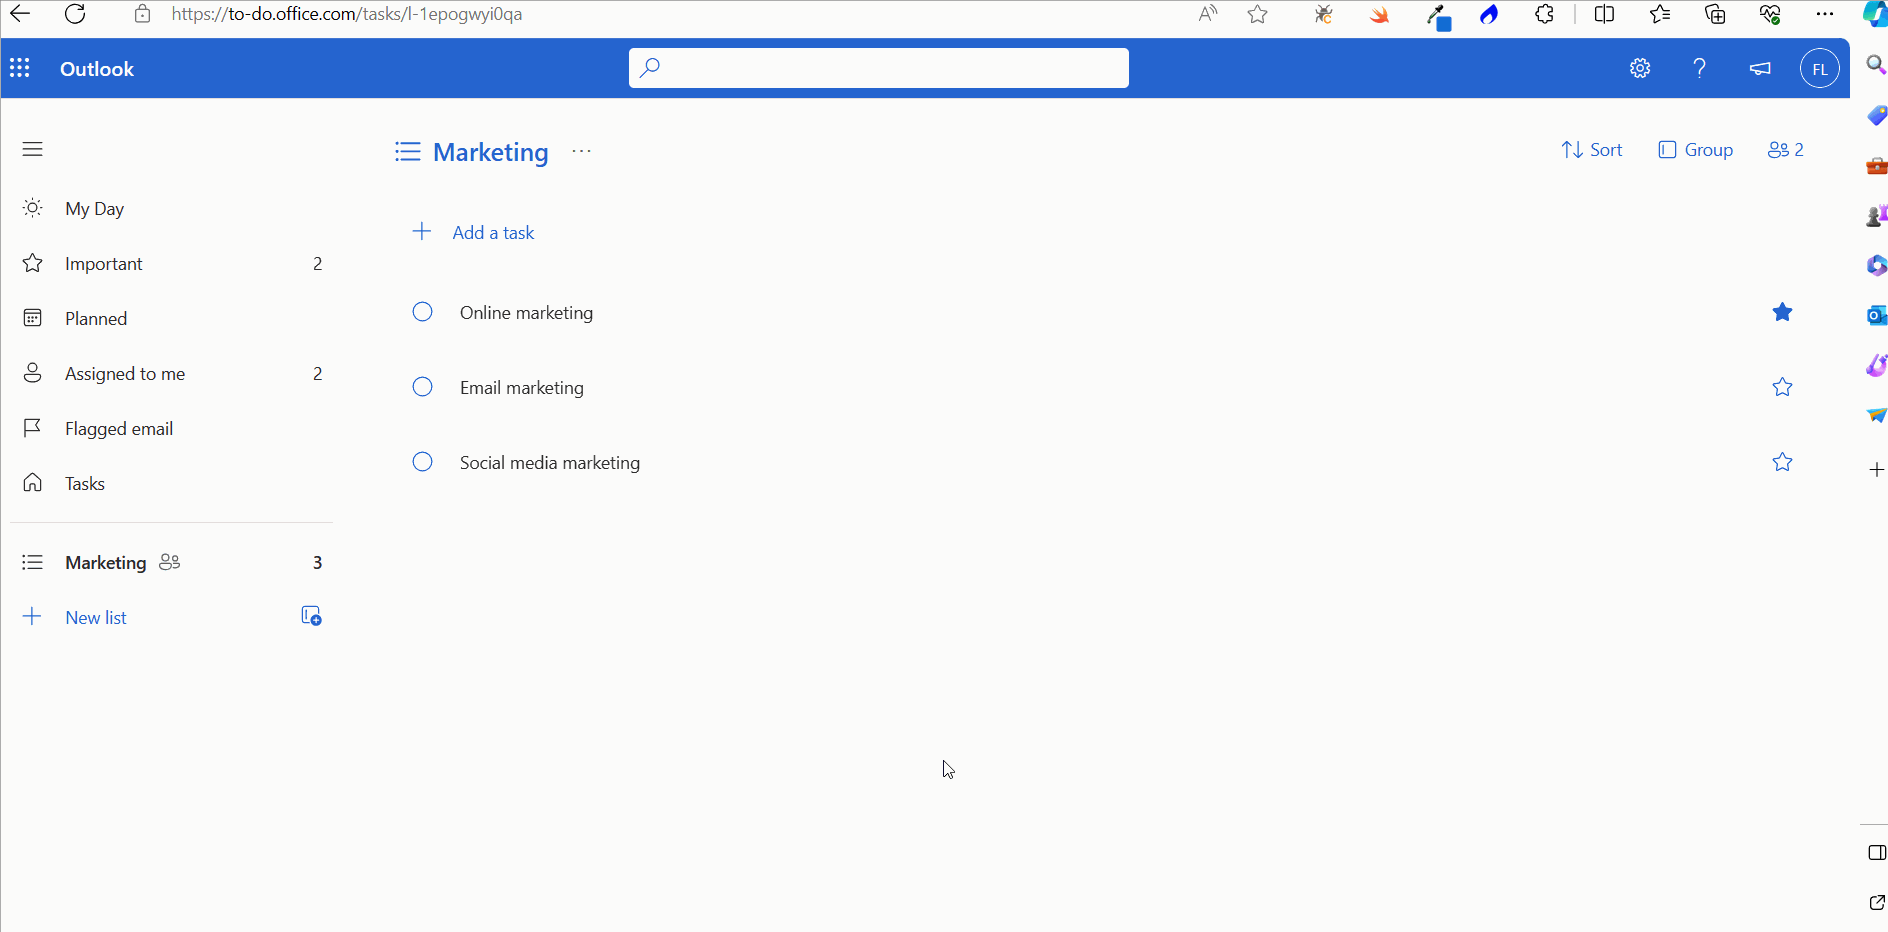 https://to-do.office.com/tasks/l-1epogwyi0qa
Outlook
FL
Marketing ...
Sort
Group
2
My Day
Add a task
Important 2
Online marketing
Planned
Assigned to me 2
Email marketing
Flagged email
Social media marketing
Tasks
Marketing 3
New list